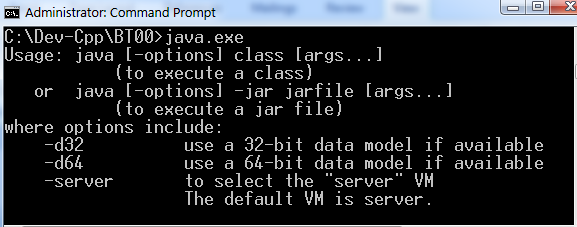 Administrator: Command Prompt
C:\Dev-Cpp\BT00>java.exe
Usage: java [-options] class [args...]
           (to execute a class)
   or  java [-options] -jar jarfile [args...]
           (to execute a jar file)
where options include:
    -d32          use a 32-bit data model if available
    -d64          use a 64-bit data model if available
    -server       to select the "server" VM
                  The default VM is server.